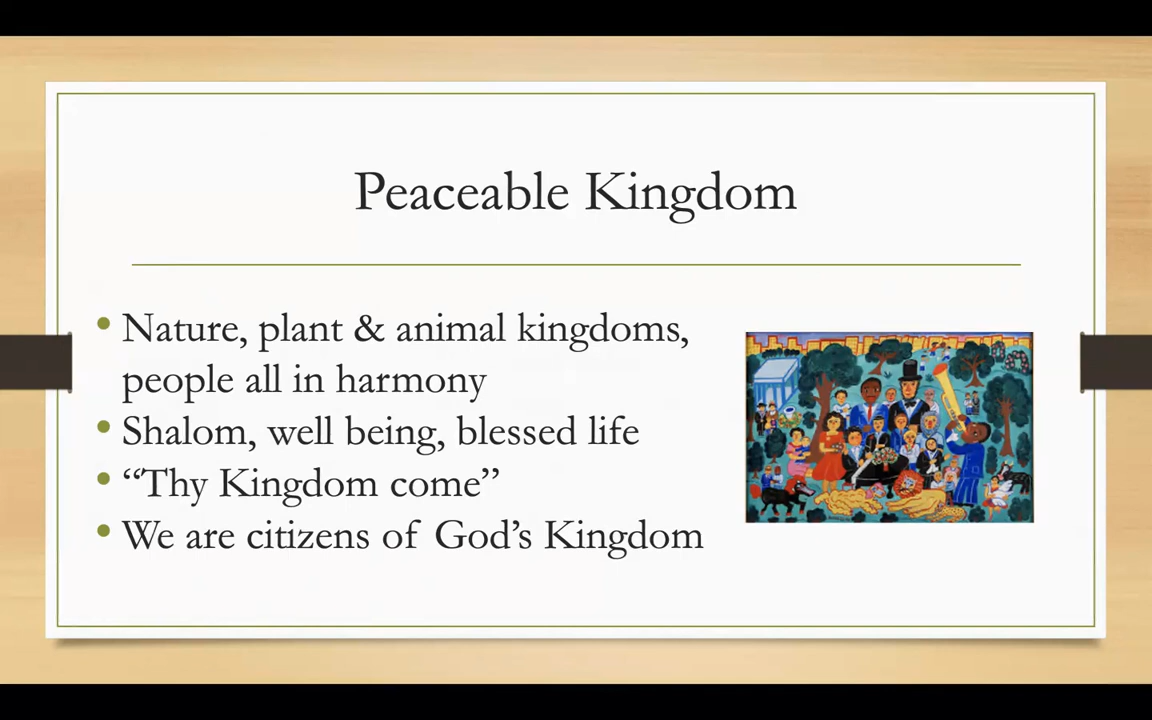 Peaceable Kingdom
• Nature, plant & animal kingdoms,
people all in harmony
• Shalom, well being, blessed life
• “Thy Kingdom come”
• We are citizens of God’s Kingdom